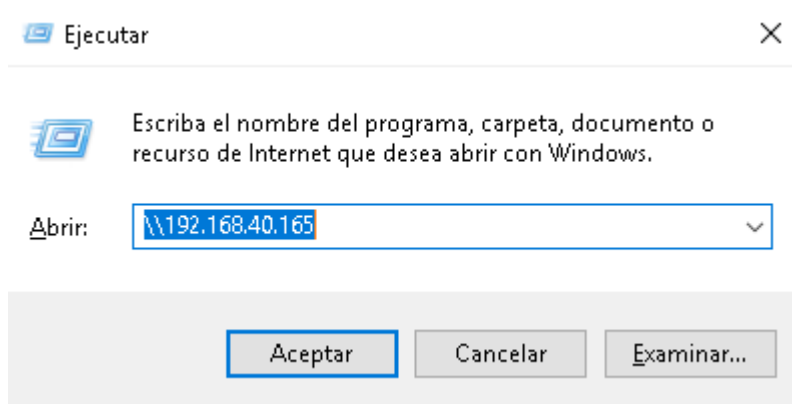 Ejecutar
Escriba el nombre del programa, carpeta, documento o
recurso de Internet que desea abrir con Windows.
Abrir:
\\192.168.40.165
Aceptar
Cancelar
Examinar...